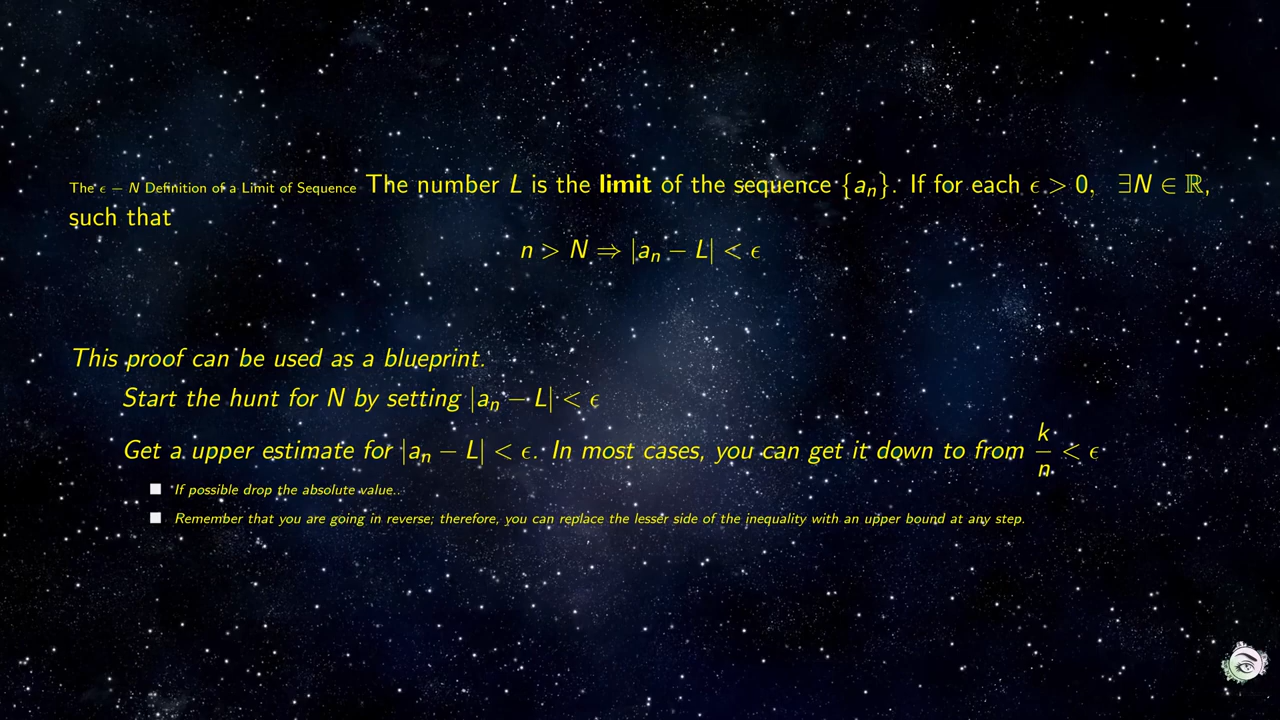 The ϵ − N Definition of a Limit of Sequence The number L is the limit of the sequence {aₙ}. If for each ϵ > 0, ∃N ∈ ℝ,
such that
n > N ⇒ |aₙ − L| < ϵ
This proof can be used as a blueprint.
Start the hunt for N by setting |aₙ − L| < ϵ
Get a upper estimate for |aₙ − L| < ϵ. In most cases, you can get it down to from k/n < ϵ
If possible drop the absolute value..
Remember that you are going in reverse; therefore, you can replace the lesser side of the inequality with an upper bound at any step.